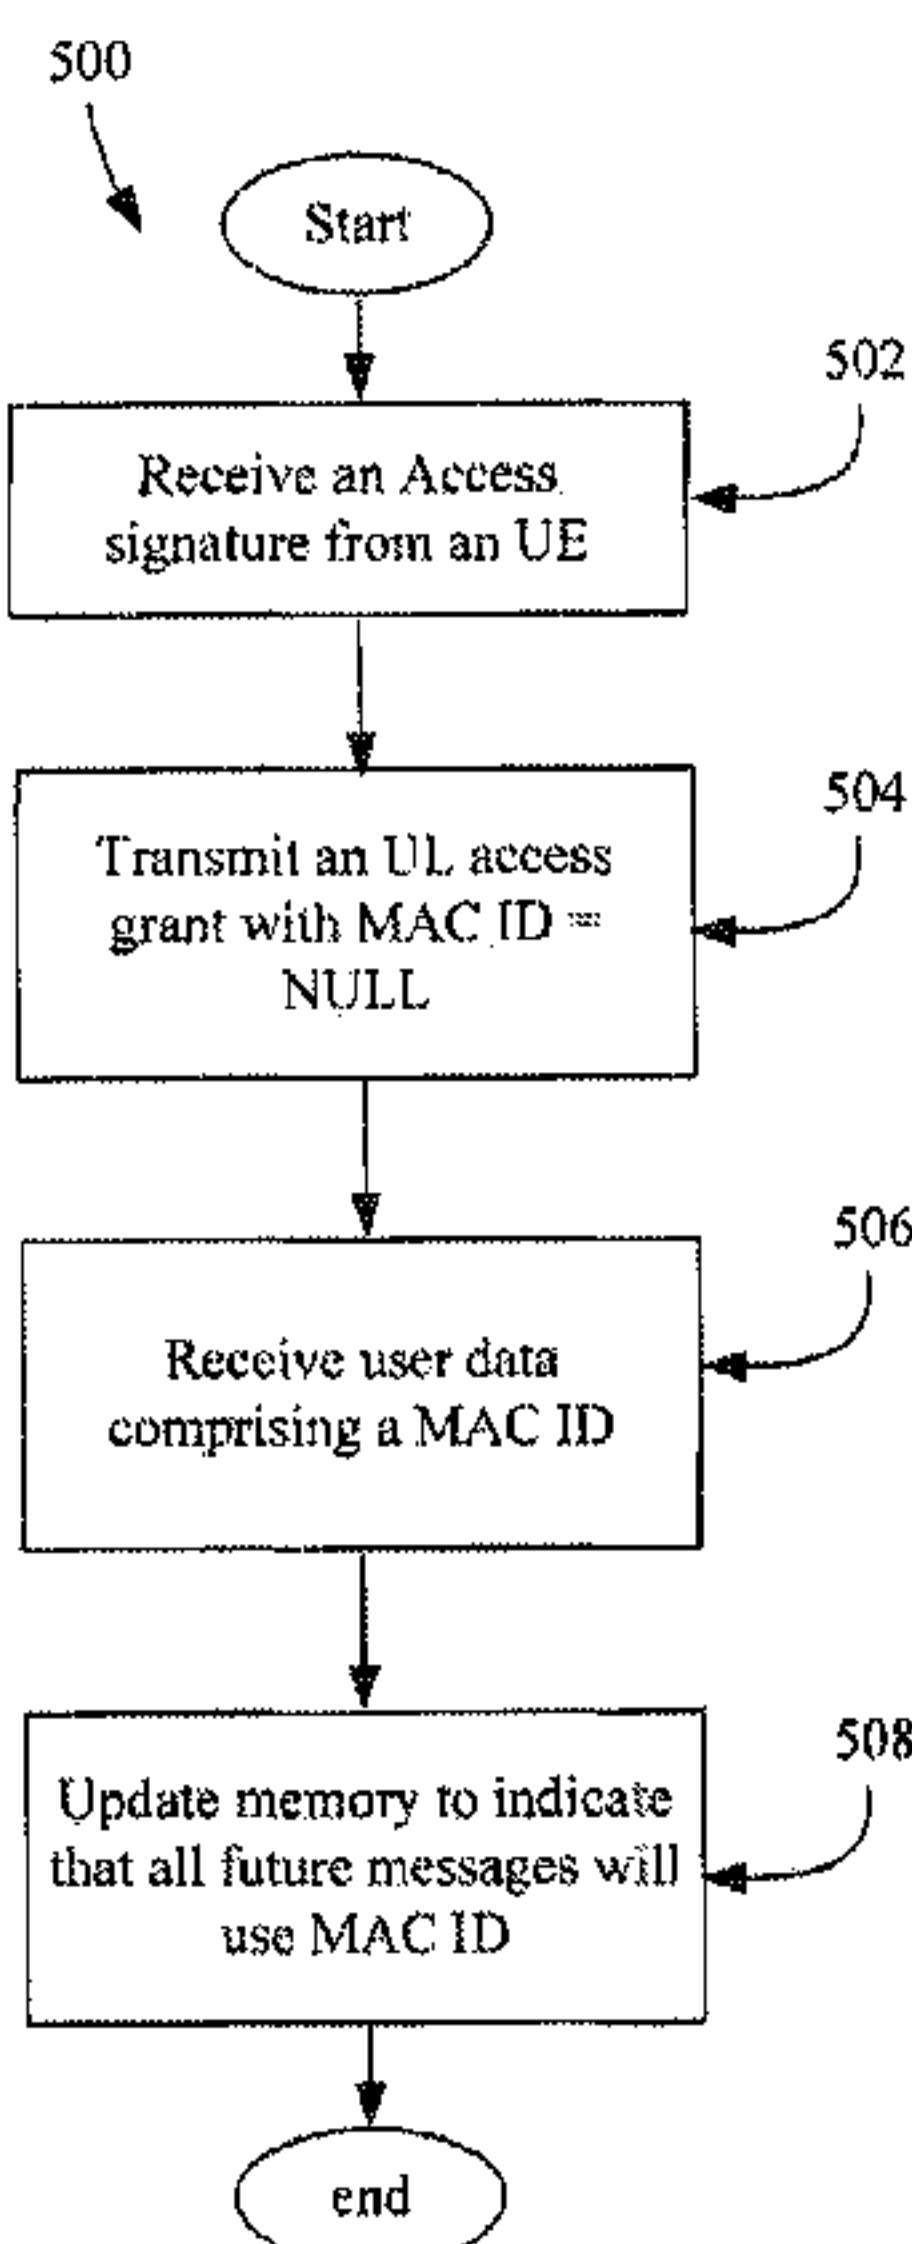 500
Start
502
Receive an Access
signature from an UE
504
Transmit an UL access
grant with MAC ID =
NULL
506
Receive user data
comprising a MAC ID
508
Update memory to indicate
that all future messages will
use MAC ID
end